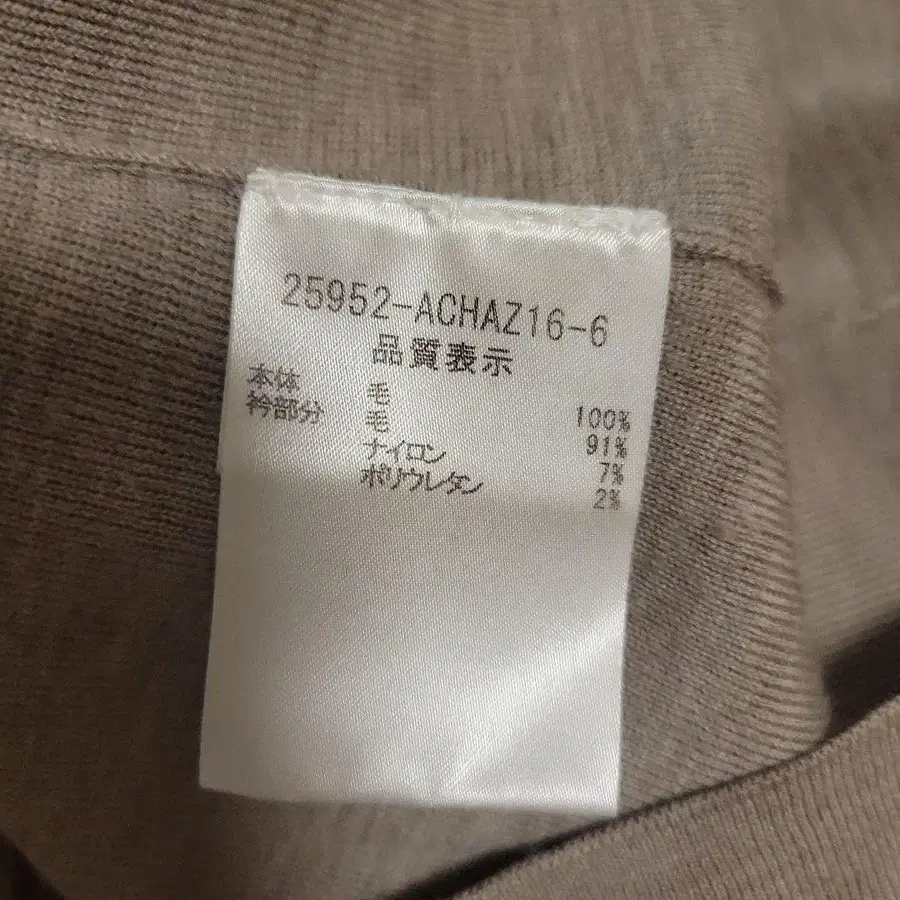 25952-ACHAZ16-6
品質表示
本体 毛 100%
衿部分 毛 91%
ナイロン 7%
ポリウレタン 2%